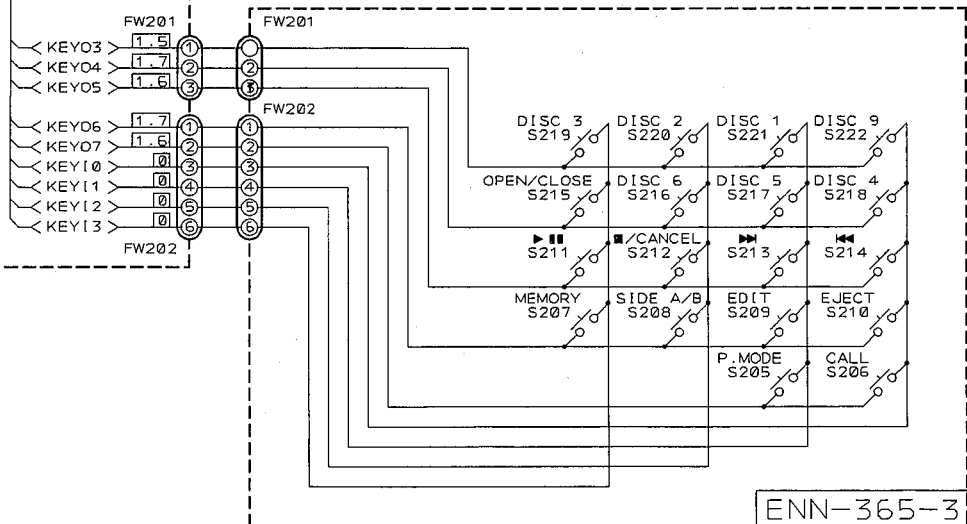 FW201 FW201
KEYO3 1.5 1
KEYO4 1.7 2 2
KEYO5 1.6 3 3
FW202
KEYO6 1.7 1 1
KEYO7 1.6 2 2
KEYI0 0 3 3
KEYI1 0 4 4
KEYI2 0 5 5
KEYI3 0 6 6
FW202
DISC 3 DISC 2 DISC 1 DISC 9
S219 S220 S221 S222
OPEN/CLOSE DISC 6 DISC 5 DISC 4
S215 S216 S217 S218
▶ ▮▮ ■/CANCEL ▶▶ ◀◀
S211 S212 S213 S214
MEMORY SIDE A/B EDIT EJECT
S207 S208 S209 S210
P.MODE CALL
S205 S206
ENN-365-3